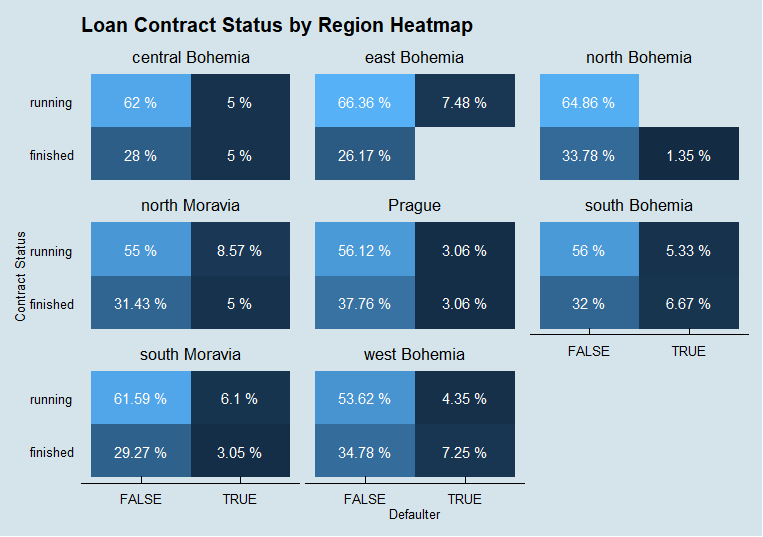 Loan Contract Status by Region Heatmap
central Bohemia east Bohemia north Bohemia
running 62 % 5 % 66.36 % 7.48 % 64.86 %
finished 28 % 5 % 26.17 % 33.78 % 1.35 %
north Moravia Prague south Bohemia
Contract Status
running 55 % 8.57 % 56.12 % 3.06 % 56 % 5.33 %
finished 31.43 % 5 % 37.76 % 3.06 % 32 % 6.67 %
FALSE TRUE
south Moravia west Bohemia
running 61.59 % 6.1 % 53.62 % 4.35 %
finished 29.27 % 3.05 % 34.78 % 7.25 %
FALSE TRUE FALSE TRUE
Defaulter